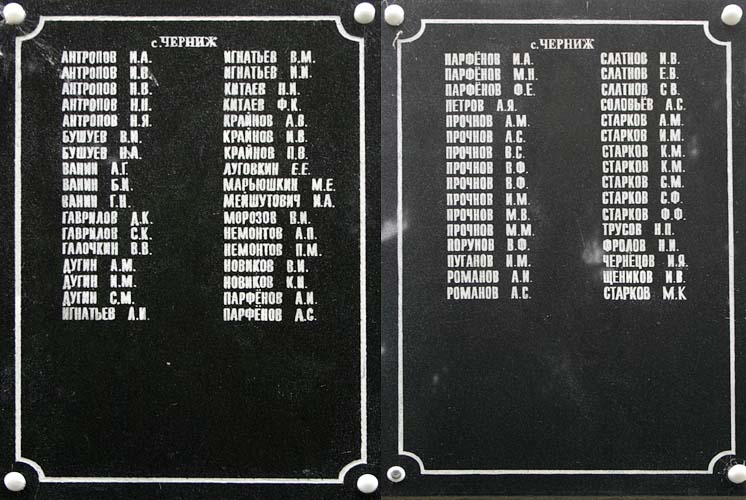 с.ЧЕРНИЖ
АНТРОПОВ И.А.
АНТРОПОВ И.В.
АНТРОПОВ Н.В.
АНТРОПОВ Н.Н.
АНТРОПОВ Н.Я.
БУШУЕВ В.И.
БУШУЕВ Н.А.
ВАНИН А.Г.
ВАНИН Б.И.
ВАНИН Г.Н.
ГАВРИЛОВ А.К.
ГАВРИЛОВ С.К.
ГАЛОЧКИН В.В.
ДУГИН А.М.
ДУГИН И.М.
ДУГИН С.М.
ИГНАТЬЕВ А.И.
ИГНАТЬЕВ В.М.
ИГНАТЬЕВ И.И.
КИТАЕВ Н.И.
КИТАЕВ Ф.К.
КРАЙНОВ А.В.
КРАЙНОВ И.В.
КРАЙНОВ П.В.
ЛУГОВКИН Е.Е.
МАРЬЮШКИН М.Е.
МЕЙШУТОВИЧ И.А.
МОРОЗОВ В.И.
НЕМОНТОВ А.П.
НЕМОНТОВ П.М.
НОВИКОВ В.И.
НОВИКОВ К.И.
ПАРФЁНОВ А.И.
ПАРФЁНОВ А.С.
с.ЧЕРНИЖ
ПАРФЁНОВ И.А.
ПАРФЁНОВ М.Н.
ПАРФЁНОВ Ф.Е.
ПЕТРОВ А.Я.
ПРОЧНОВ А.М.
ПРОЧНОВ А.С.
ПРОЧНОВ В.С.
ПРОЧНОВ В.Ф.
ПРОЧНОВ В.Ф.
ПРОЧНОВ И.М.
ПРОЧНОВ М.В.
ПРОЧНОВ М.М.
ПОРУНОВ В.Ф.
ПУГАНОВ И.М.
РОМАНОВ А.И.
РОМАНОВ А.С.
СЛАТНОВ И.В.
СЛАТНОВ Е.В.
СЛАТНОВ С В.
СОЛОВЬЁВ А.С.
СТАРКОВ А.М.
СТАРКОВ И.М.
СТАРКОВ К.М.
СТАРКОВ К.М.
СТАРКОВ С.М.
СТАРКОВ С.Ф.
СТАРКОВ Ф.Ф.
ТРУСОВ Н.П.
ФРОЛОВ Н.И.
ЧЕРНЕЦОВ И.Я.
ЩЕНИКОВ И.В.
СТАРКОВ М.К